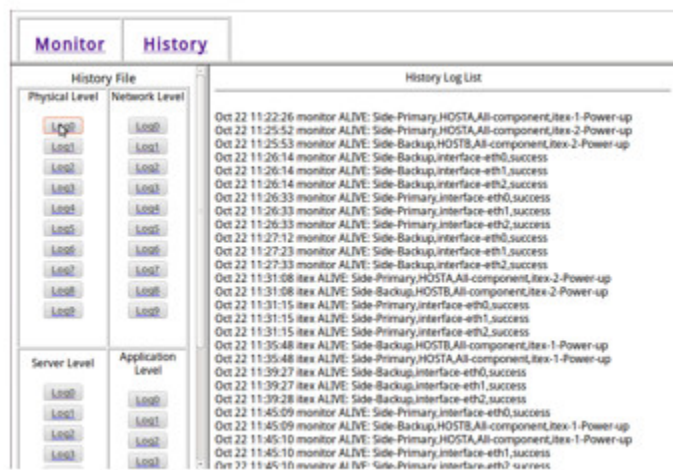 Monitor
History
History File
Physical Level
Network Level
Log0
Log0
Log1
Log1
Log2
Log2
Log3
Log3
Log4
Log4
Log5
Log5
Log6
Log6
Log7
Log7
Log8
Log8
Log9
Log9
Server Level
Application
Level
Log0
Log0
Log1
Log1
Log2
Log2
Log3
Log3
History Log List
Oct 22 11:22:26 monitor ALIVE: Side-Primary,HOSTA,All-component,itex-1-Power-up
Oct 22 11:25:52 monitor ALIVE: Side-Primary,HOSTA,All-component,itex-2-Power-up
Oct 22 11:25:53 monitor ALIVE: Side-Backup,HOSTB,All-component,itex-2-Power-up
Oct 22 11:26:14 monitor ALIVE: Side-Backup,interface-eth0,success
Oct 22 11:26:14 monitor ALIVE: Side-Backup,interface-eth1,success
Oct 22 11:26:14 monitor ALIVE: Side-Backup,interface-eth2,success
Oct 22 11:26:33 monitor ALIVE: Side-Primary,interface-eth0,success
Oct 22 11:26:33 monitor ALIVE: Side-Primary,interface-eth1,success
Oct 22 11:26:33 monitor ALIVE: Side-Primary,interface-eth2,success
Oct 22 11:27:12 monitor ALIVE: Side-Backup,interface-eth0,success
Oct 22 11:27:23 monitor ALIVE: Side-Backup,interface-eth1,success
Oct 22 11:27:33 monitor ALIVE: Side-Backup,interface-eth2,success
Oct 22 11:31:08 itex ALIVE: Side-Primary,HOSTA,All-component,itex-2-Power-up
Oct 22 11:31:08 itex ALIVE: Side-Backup,HOSTB,All-component,itex-2-Power-up
Oct 22 11:31:15 itex ALIVE: Side-Primary,interface-eth0,success
Oct 22 11:31:15 itex ALIVE: Side-Primary,interface-eth1,success
Oct 22 11:31:15 itex ALIVE: Side-Primary,interface-eth2,success
Oct 22 11:35:48 itex ALIVE: Side-Backup,HOSTB,All-component,itex-1-Power-up
Oct 22 11:35:48 itex ALIVE: Side-Primary,HOSTA,All-component,itex-1-Power-up
Oct 22 11:39:27 itex ALIVE: Side-Backup,interface-eth0,success
Oct 22 11:39:27 itex ALIVE: Side-Backup,interface-eth1,success
Oct 22 11:39:28 itex ALIVE: Side-Backup,interface-eth2,success
Oct 22 11:45:09 monitor ALIVE: Side-Primary,interface-eth0,success
Oct 22 11:45:09 monitor ALIVE: Side-Backup,HOSTB,All-component,itex-1-Power-up
Oct 22 11:45:10 monitor ALIVE: Side-Primary,HOSTA,All-component,itex-1-Power-up
Oct 22 11:45:10 monitor ALIVE: Side-Primary,interface-eth1,success
Oct 22 11:45:10 monitor ALIVE: Side-Primary,interface-eth2,success